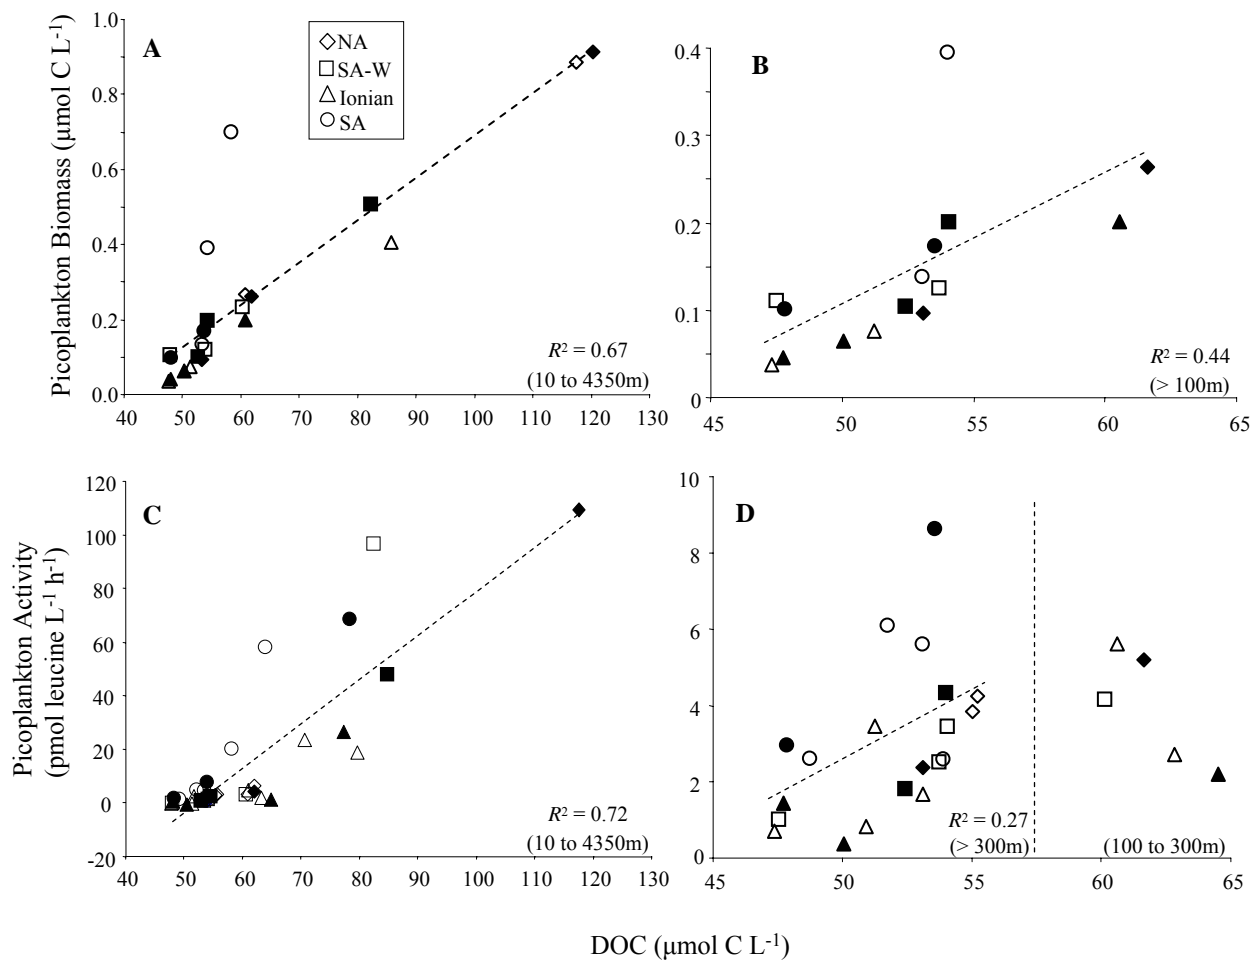 Picoplankton Biomass (μmol C L-1)
A
1.0
0.8
0.6
0.4
0.2
0.0
NA
SA-W
Ionian
SA
R2 = 0.67
(10 to 4350m)
40 50 60 70 80 90 100 110 120 130
B
0.4
0.3
0.2
0.1
0
R2 = 0.44
(> 100m)
45 50 55 60 65
Picoplankton Activity
(pmol leucine L-1 h-1)
C
120
100
80
60
40
20
0
-20
R2 = 0.72
(10 to 4350m)
40 50 60 70 80 90 100 110 120 130
D
10
8
6
4
2
0
R2 = 0.27
(> 300m)
(100 to 300m)
45 50 55 60 65
DOC (μmol C L-1)